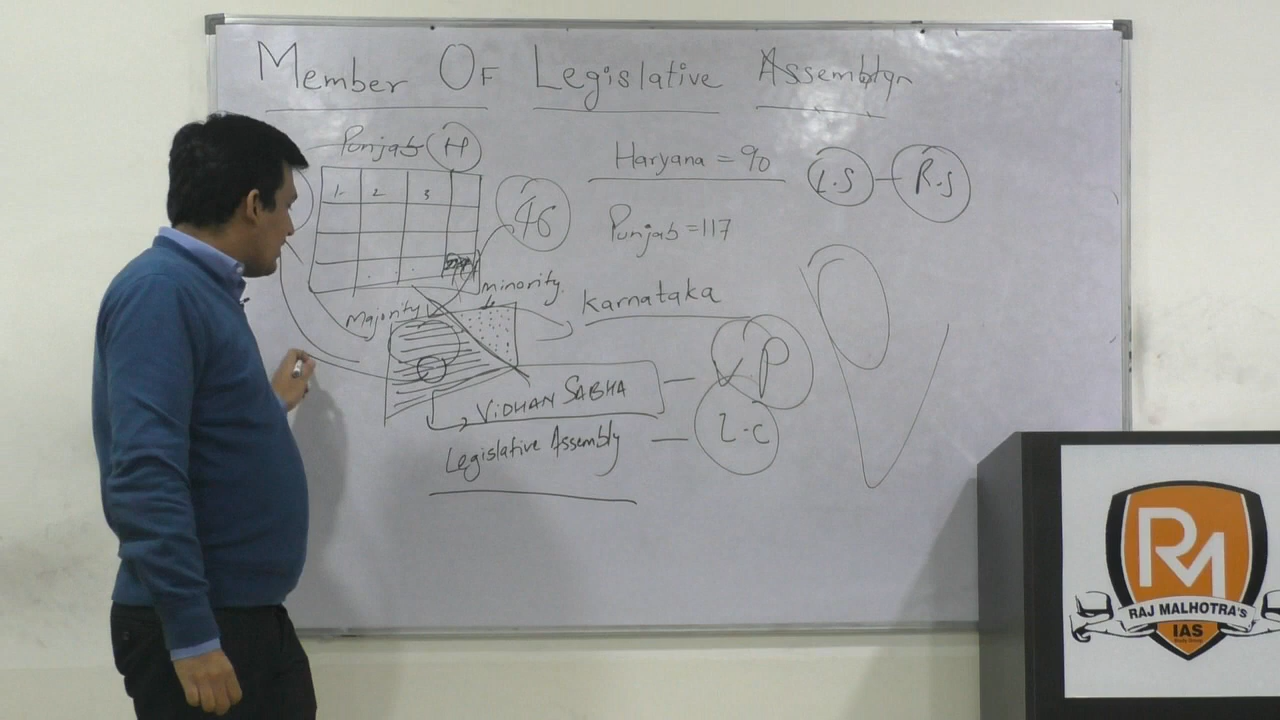 Member Of Legislative
Punjab H
1 2 3
46
Haryana = 90
L.S R.S
Punjab = 117
Majority
minority
Karnataka
VIDHAN SABHA
P
Legislative Assembly
L.C
RM
RAJ MALHOTRA'S
IAS